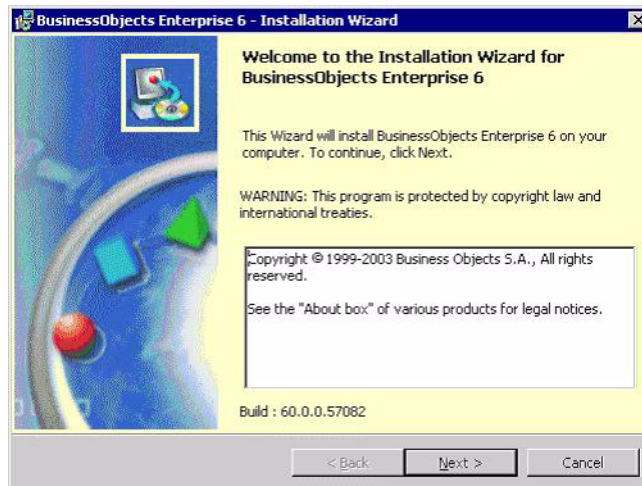 BusinessObjects Enterprise 6 - Installation Wizard
Welcome to the Installation Wizard for
BusinessObjects Enterprise 6
This Wizard will install BusinessObjects Enterprise 6 on your
computer. To continue, click Next.
WARNING: This program is protected by copyright law and
international treaties.
Copyright © 1999-2003 Business Objects S.A., All rights
reserved.
See the "About box" of various products for legal notices.
Build : 60.0.0.57082
< Back Next > Cancel